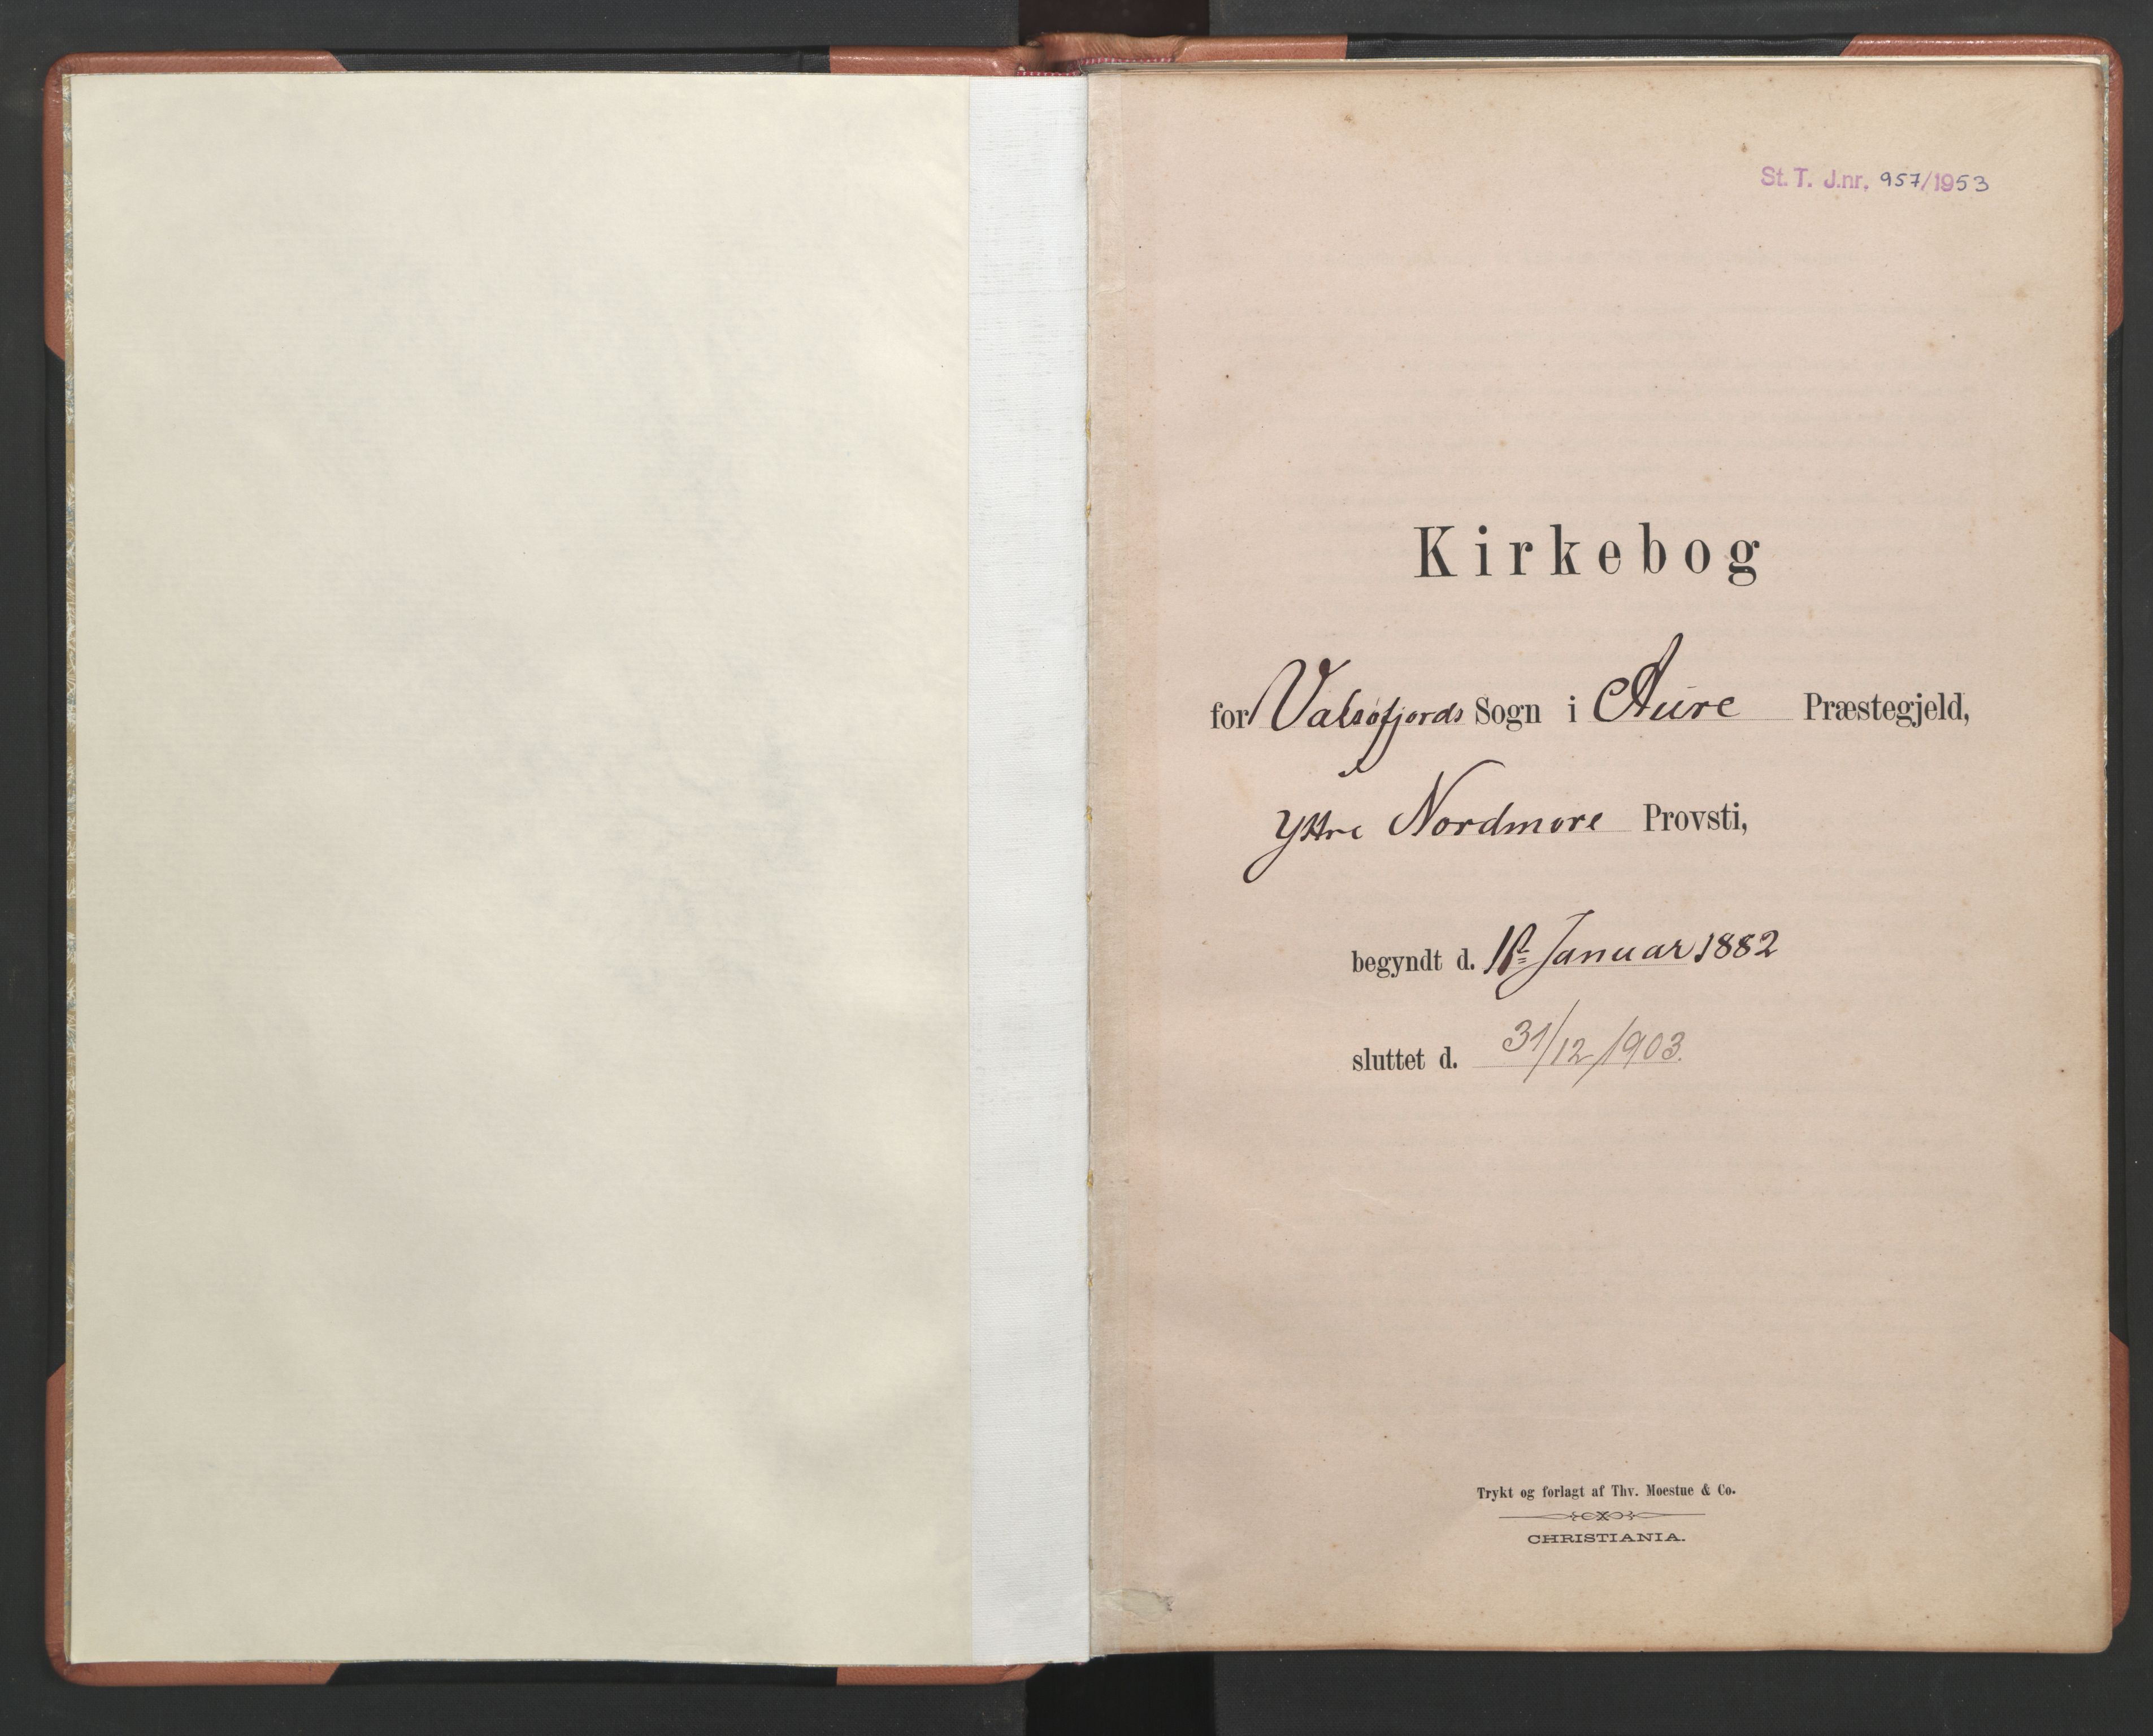 St. T. J.nr. 957/1953
Kirkebog
for Valsøfjords Sogn i Aure Præstegjeld,
Yttre Nordmøre Provsti,
begyndt d. 1ste Januar 1882
sluttet d. 31/12/1903.
Trykt og forlagt af Thv. Moestue & Co.
CHRISTIANIA.